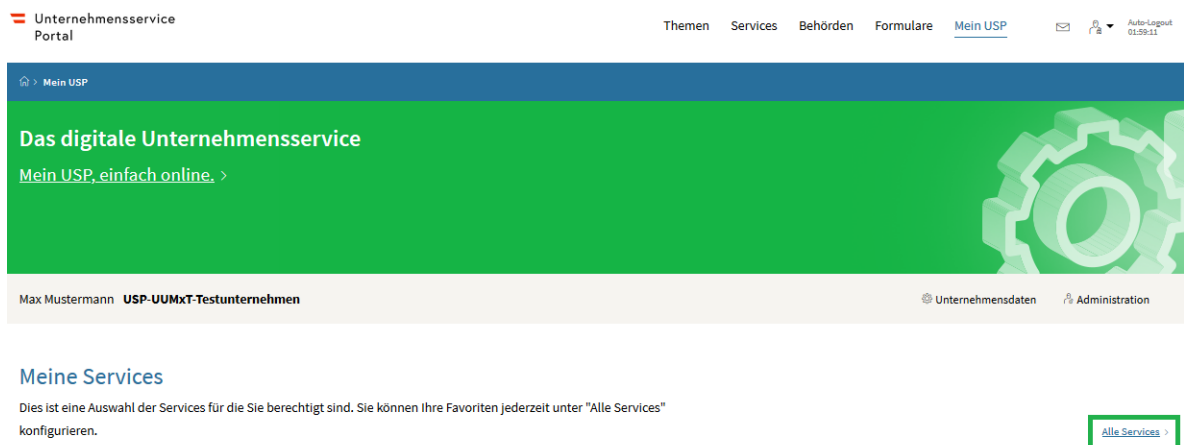 Unternehmensservice
Portal
Themen Services Behörden Formulare Mein USP
Auto-Logout
01:59:11
> Mein USP
Das digitale Unternehmensservice
Mein USP, einfach online. >
Max Mustermann USP-UUMxT-Testunternehmen
Unternehmensdaten Administration
Meine Services
Dies ist eine Auswahl der Services für die Sie berechtigt sind. Sie können Ihre Favoriten jederzeit unter "Alle Services"
konfigurieren.
Alle Services >